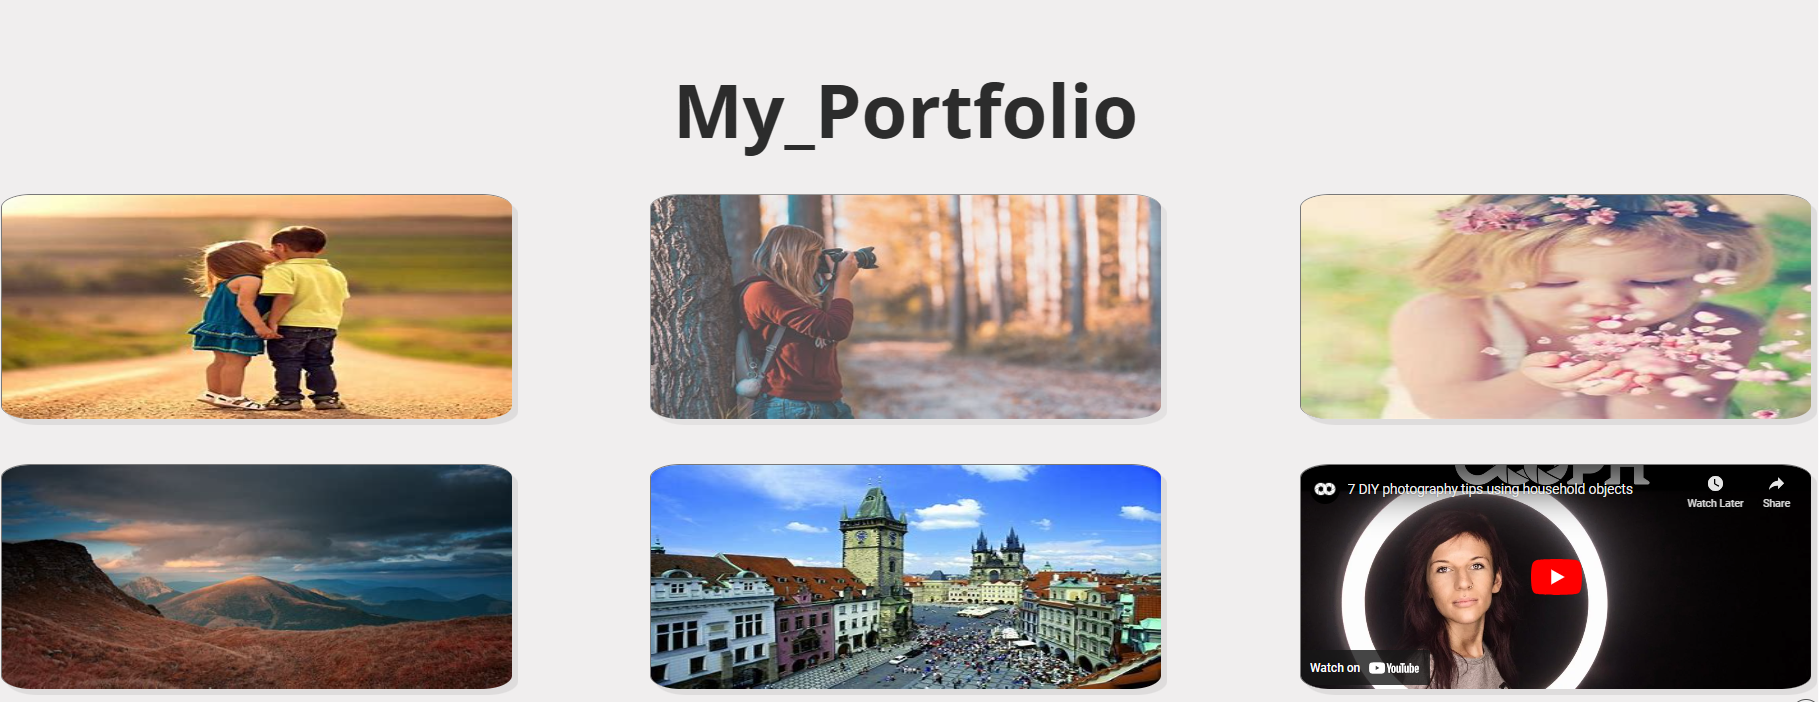 My_Portfolio
7 DIY photography tips using household objects
Watch Later
Share
Watch on YouTube